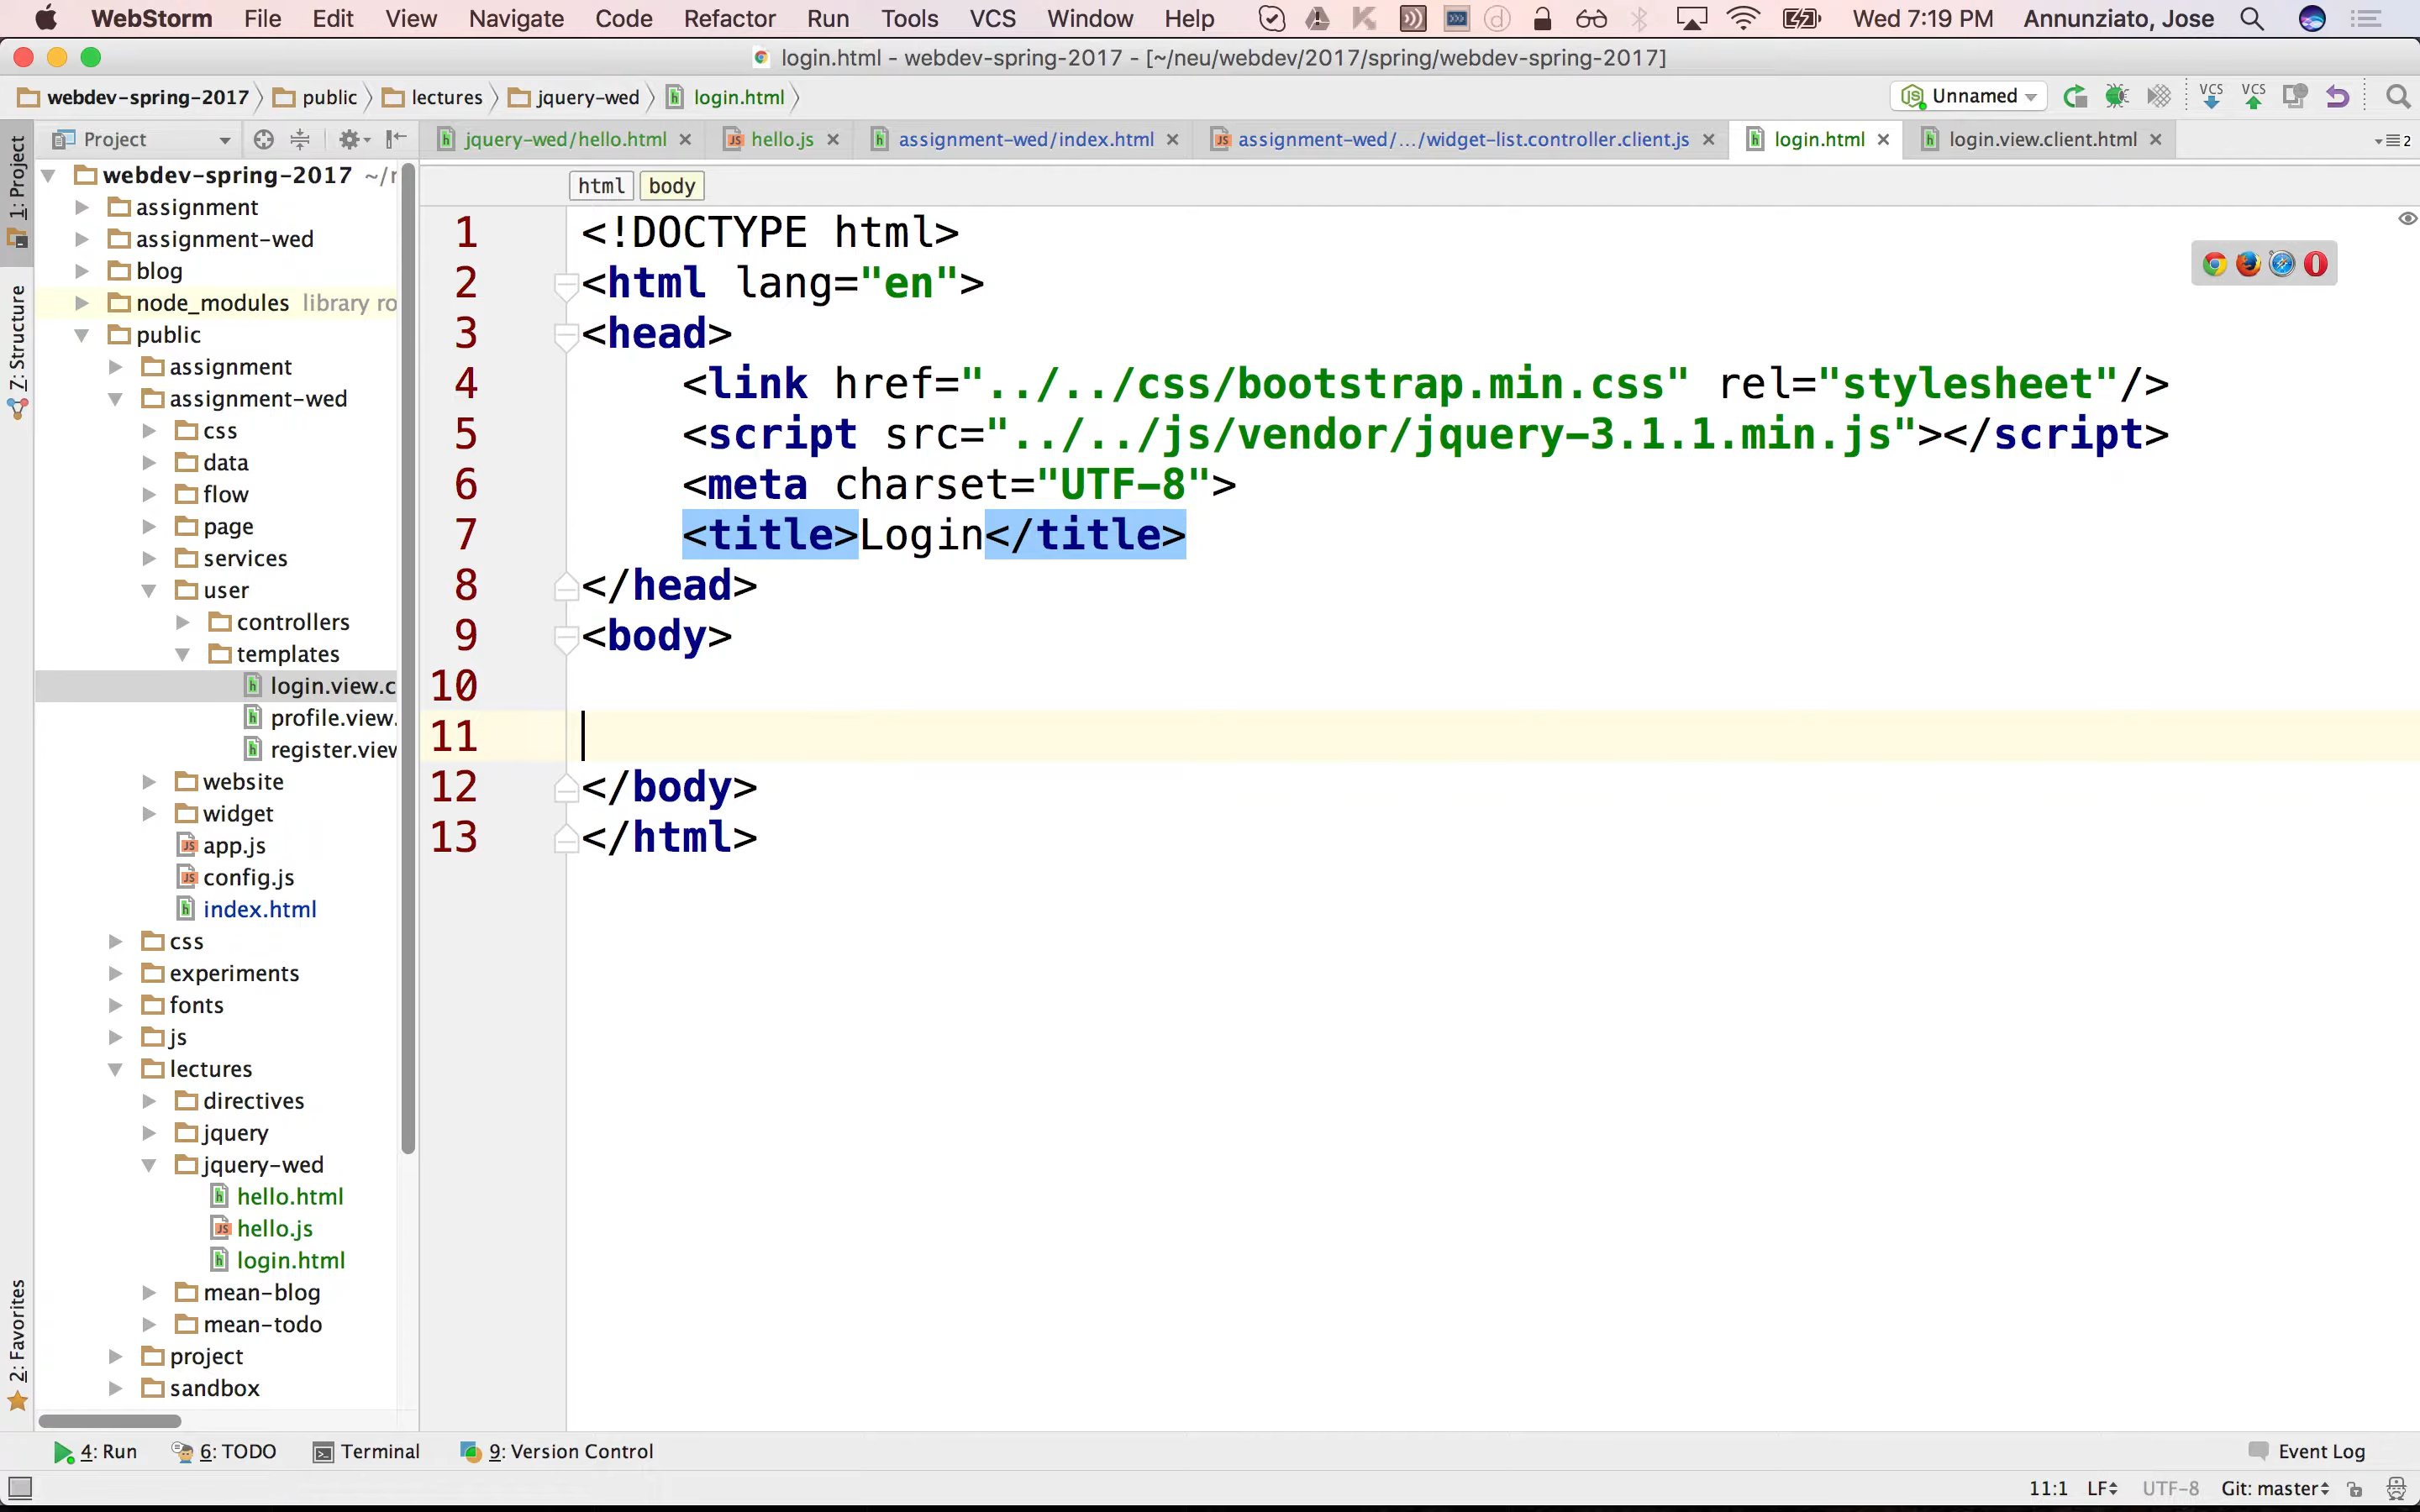 WebStorm File Edit View Navigate Code Refactor Run Tools VCS Window Help Wed 7:19 PM Annunziato, Jose
login.html - webdev-spring-2017 - [~/neu/webdev/2017/spring/webdev-spring-2017]
webdev-spring-2017 public lectures jquery-wed login.html Unnamed VCS VCS
Project jquery-wed/hello.html hello.js assignment-wed/index.html assignment-wed/.../widget-list.controller.client.js login.html login.view.client.html 2
1: Project
7: Structure
2: Favorites
webdev-spring-2017 ~/r
assignment
assignment-wed
blog
node_modules library ro
public
assignment
assignment-wed
css
data
flow
page
services
user
controllers
templates
login.view.c
profile.view.
register.view
website
widget
app.js
config.js
index.html
css
experiments
fonts
js
lectures
directives
jquery
jquery-wed
hello.html
hello.js
login.html
mean-blog
mean-todo
project
sandbox
html body
1 <!DOCTYPE html>
2 <html lang="en">
3 <head>
4 <link href="../../css/bootstrap.min.css" rel="stylesheet"/>
5 <script src="../../js/vendor/jquery-3.1.1.min.js"></script>
6 <meta charset="UTF-8">
7 <title>Login</title>
8 </head>
9 <body>
10
11
12 </body>
13 </html>
4: Run 6: TODO Terminal 9: Version Control Event Log
11:1 LF UTF-8 Git: master